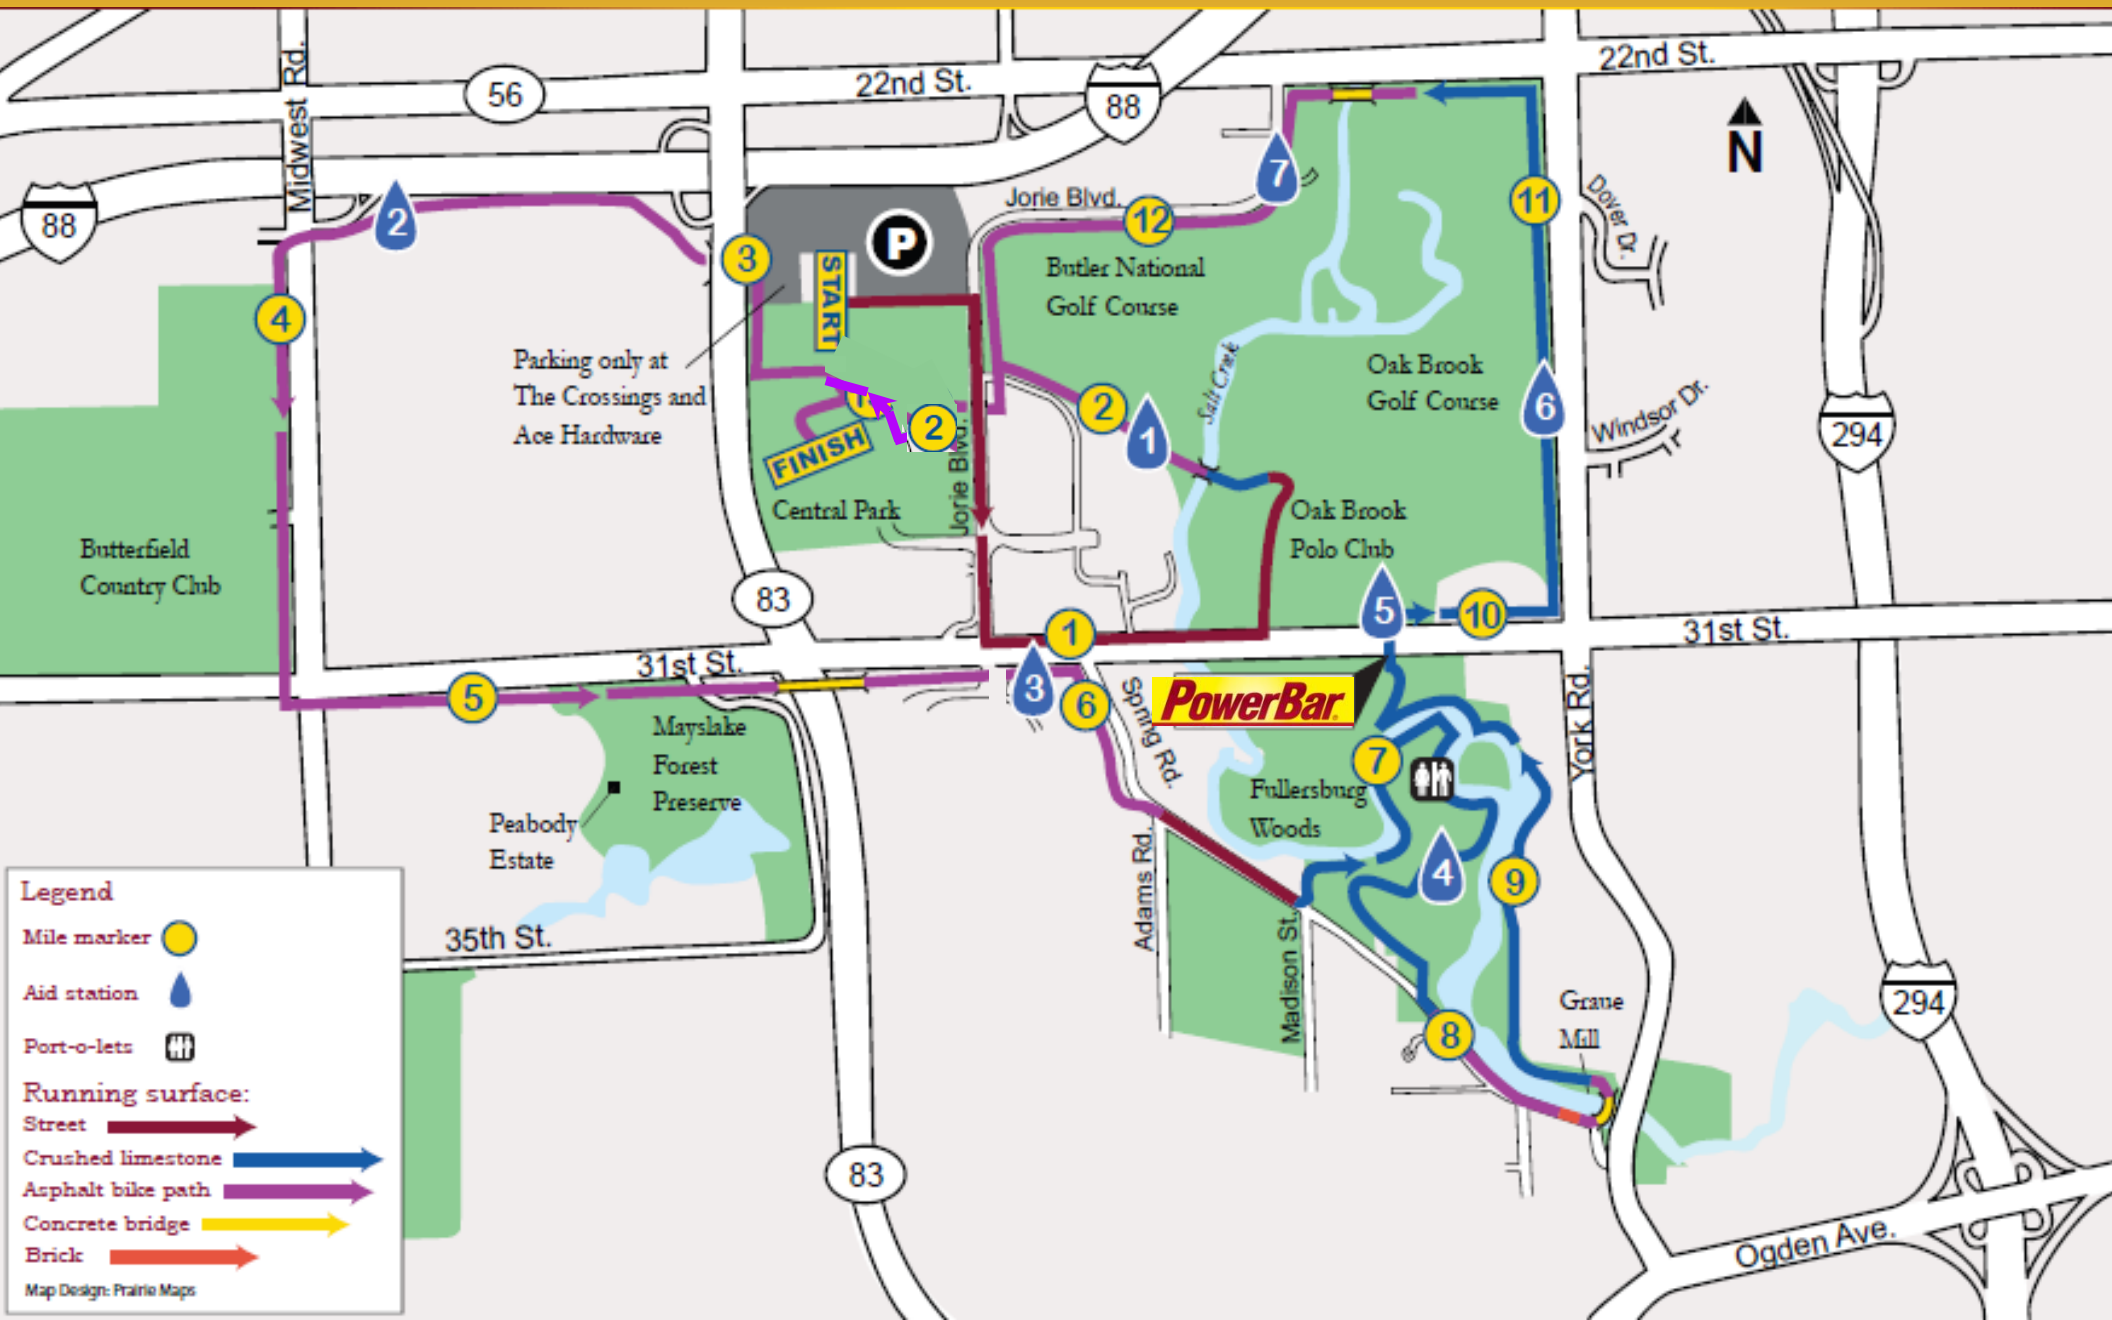 22nd St.
22nd St.
56
88
Midwest Rd.
N
7
2
88
Jorie Blvd.
P
12
11
Dover Dr.
3
START
Butler National
Golf Course
4
Parking only at
The Crossings and
Ace Hardware
Salt Creek
Oak Brook
Golf Course
6
Windsor Dr.
294
2
1
2
FINISH
Jorie Blvd.
Central Park
Oak Brook
Polo Club
Butterfield
Country Club
83
5
10
1
31st St.
31st St.
3
5
6
Spring Rd.
PowerBar
York Rd.
Mayslake
Forest
Preserve
7
Fullersburg
Woods
Peabody
Estate
Adams Rd.
4
9
Madison St.
35th St.
8
Graue
Mill
294
83
Ogden Ave.
Legend
Mile marker
Aid station
Port-o-lets
Running surface:
Street
Crushed limestone
Asphalt bike path
Concrete bridge
Brick
Map Design: Prairie Maps